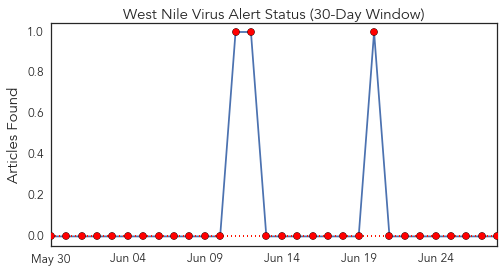 West Nile Virus Alert Status (30-Day Window)
Articles Found
1.0
0.8
0.6
0.4
0.2
0.0
May 30 Jun 04 Jun 09 Jun 14 Jun 19 Jun 24